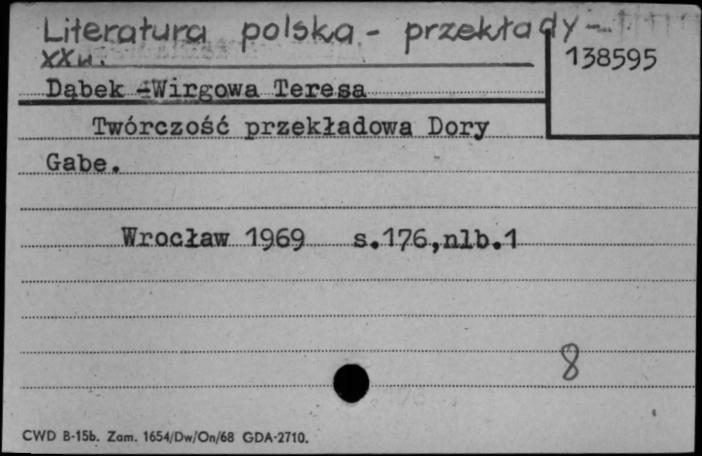 Literatura polska - przekłady -
XX w.
138595
Dąbek -Wirgowa Teresa
Twórczość przekładowa Dory
Gabe.
Wrocław 1969 s.176,nlb.1
8
CWD B-15b. Zam. 1654/Dw/On/68 GDA-2710.